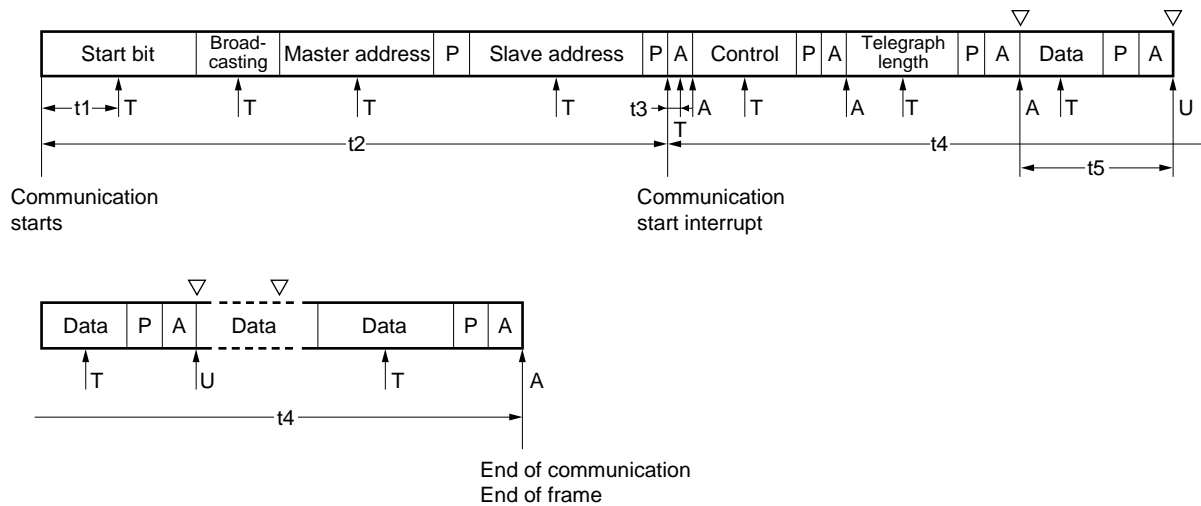 Start bit Broad- casting Master address P Slave address P A Control P A Telegraph length P A Data P A
t1 T T T T t3 T A T A T A T U
t2 t4
t5
Communication starts
Communication start interrupt
Data P A Data Data P A
T U T A
t4
End of communication
End of frame